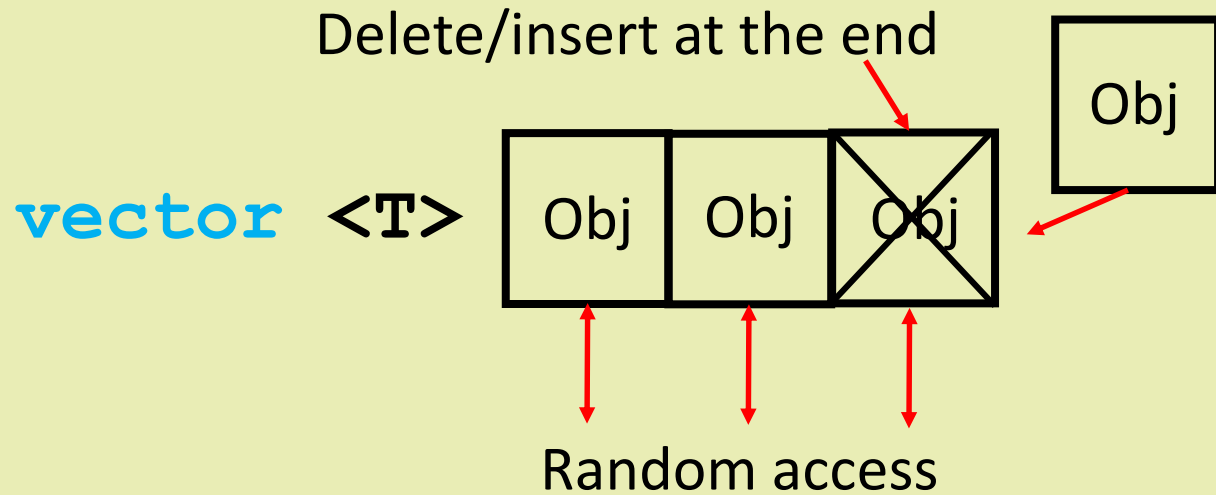 Delete/insert at the end
Obj
vector <T>
Obj
Obj
Obj
Random access